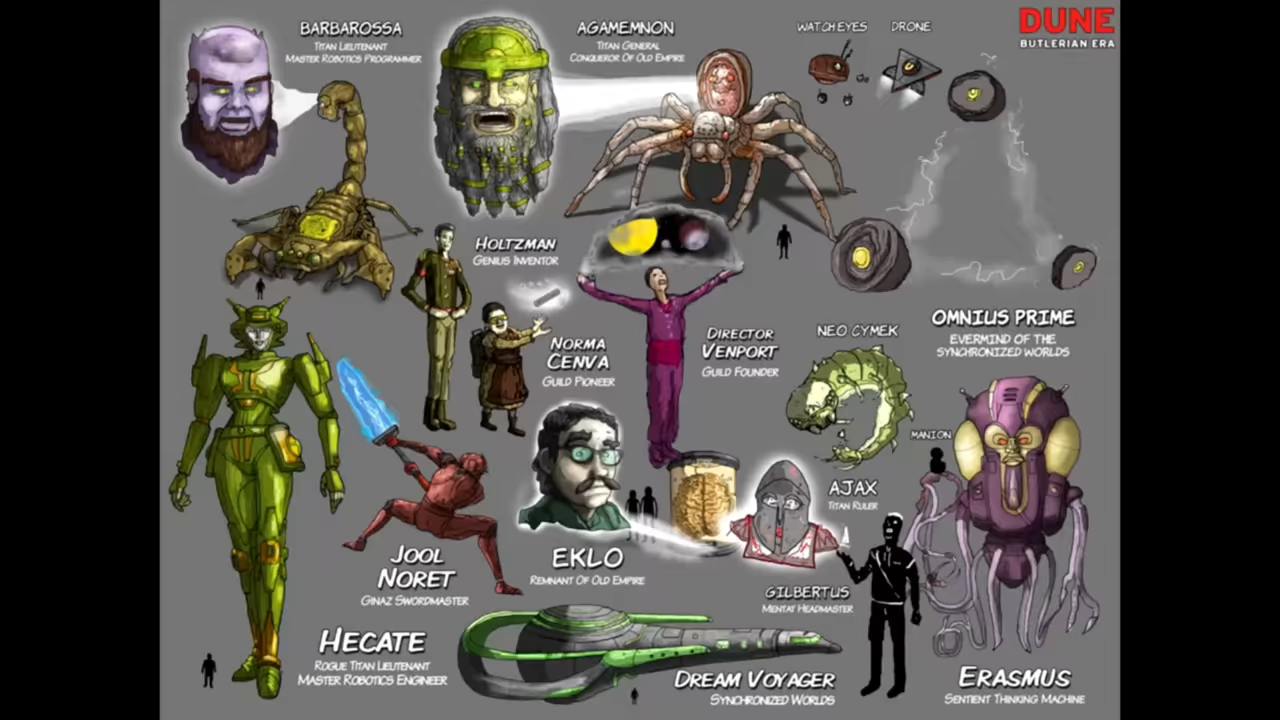 BARBAROSSA
TITAN LIEUTENANT
MASTER ROBOTICS PROGRAMMER
AGAMEMNON
TITAN GENERAL
CONQUEROR OF OLD EMPIRE
WATCHEYES
DRONE
DUNE
BUTLERIAN ERA
HOLTZMAN
GENIUS INVENTOR
NORMA
CENVA
GUILD PIONEER
DIRECTOR
VENPORT
GUILD FOUNDER
NEO CYMEK
OMNIUS PRIME
EVERMIND OF THE
SYNCHRONIZED WORLDS
MANION
AJAX
TITAN RULER
JOOL
NORET
GINAZ SWORDMASTER
EKLO
REMNANT OF OLD EMPIRE
GILBERTUS
MENTAT HEADMASTER
HECATE
ROGUE TITAN LIEUTENANT
MASTER ROBOTICS ENGINEER
DREAM VOYAGER
SYNCHRONIZED WORLDS
ERASMUS
SENTIENT THINKING MACHINE